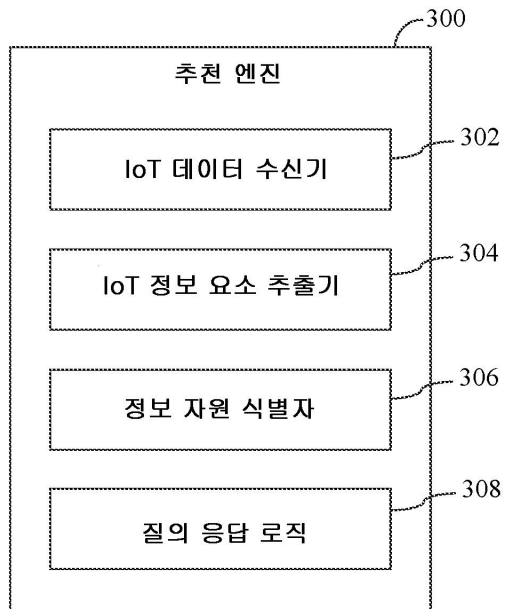 300
추천 엔진
302
IoT 데이터 수신기
304
IoT 정보 요소 추출기
306
정보 자원 식별자
308
질의 응답 로직